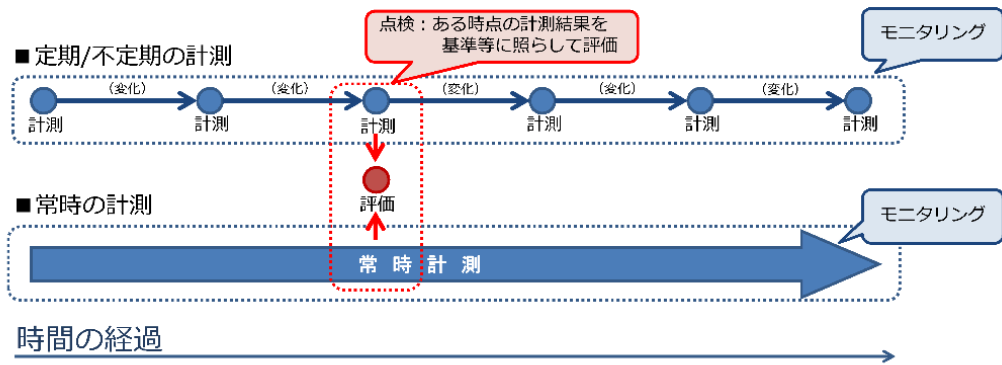 点検：ある時点の計測結果を
基準等に照らして評価
モニタリング
■定期/不定期の計測
(変化) (変化) (変化) (変化) (変化)
計測 計測 計測 計測 計測 計測
評価
■常時の計測
モニタリング
常時計測
時間の経過